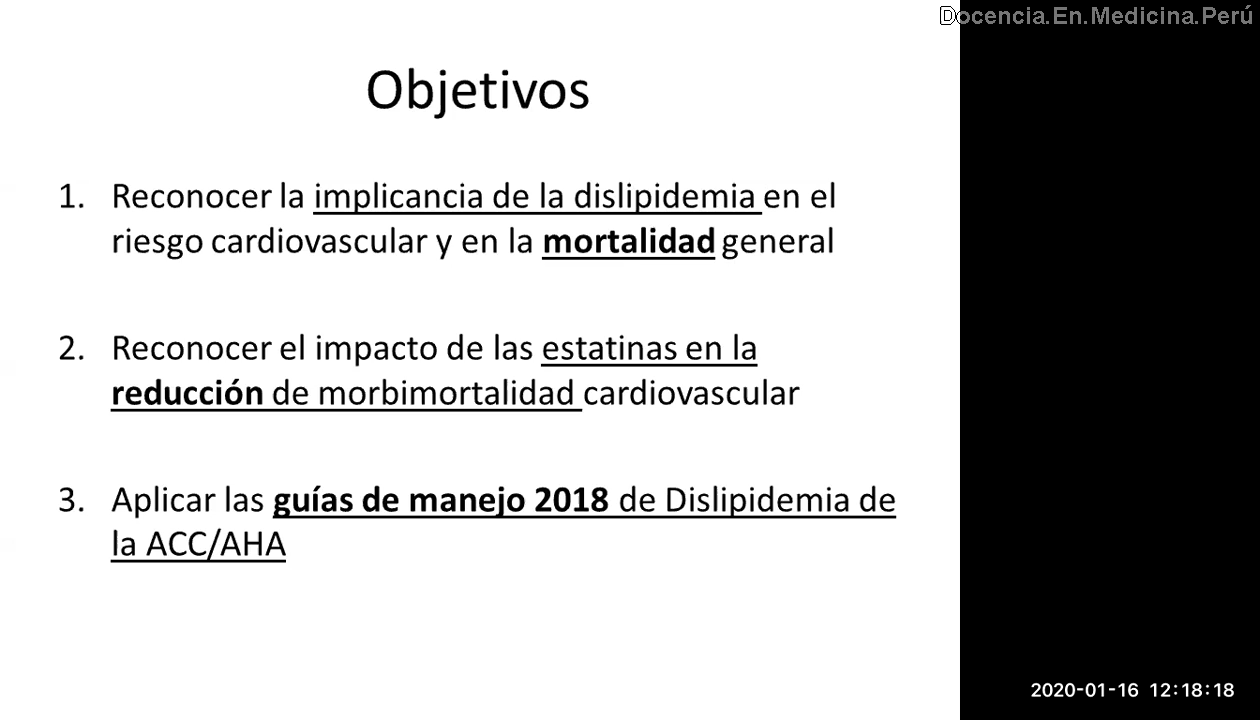 Docencia.En.Medicina.Perú
Objetivos
1. Reconocer la implicancia de la dislipidemia en el
riesgo cardiovascular y en la mortalidad general
2. Reconocer el impacto de las estatinas en la
reducción de morbimortalidad cardiovascular
3. Aplicar las guías de manejo 2018 de Dislipidemia de
la ACC/AHA
2020-01-16 12:18:18